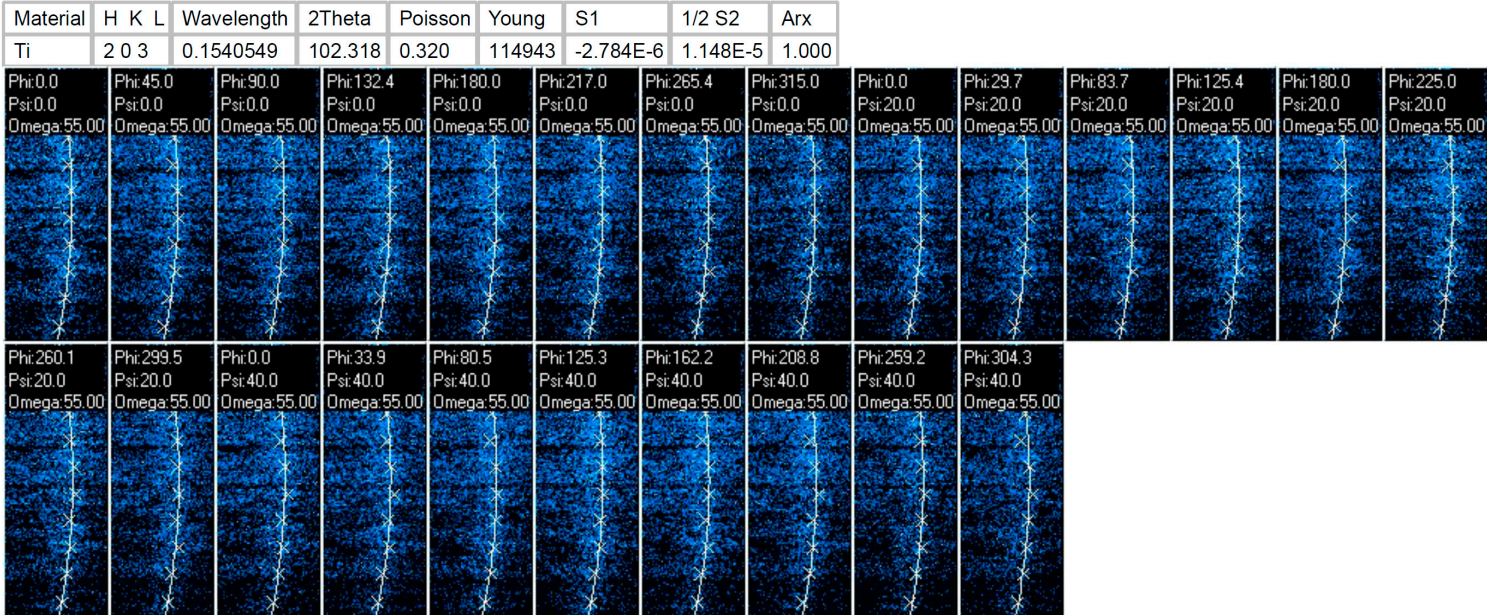 Material H K L Wavelength 2Theta Poisson Young S1 1/2 S2 Arx
Ti 2 0 3 0.1540549 102.318 0.320 114943 -2.784E-6 1.148E-5 1.000
Phi:0.0 Phi:45.0 Phi:90.0 Phi:132.4 Phi:180.0 Phi:217.0 Phi:265.4 Phi:315.0 Phi:0.0 Phi:29.7 Phi:83.7 Phi:125.4 Phi:180.0 Phi:225.0
Psi:0.0 Psi:0.0 Psi:0.0 Psi:0.0 Psi:0.0 Psi:0.0 Psi:0.0 Psi:0.0 Psi:20.0 Psi:20.0 Psi:20.0 Psi:20.0 Psi:20.0 Psi:20.0
Omega:55.00 Omega:55.00 Omega:55.00 Omega:55.00 Omega:55.00 Omega:55.00 Omega:55.00 Omega:55.00 Omega:55.00 Omega:55.00 Omega:55.00 Omega:55.00 Omega:55.00 Omega:55.00
Phi:260.1 Phi:299.5 Phi:0.0 Phi:33.9 Phi:80.5 Phi:125.3 Phi:162.2 Phi:208.8 Phi:259.2 Phi:304.3
Psi:20.0 Psi:20.0 Psi:40.0 Psi:40.0 Psi:40.0 Psi:40.0 Psi:40.0 Psi:40.0 Psi:40.0 Psi:40.0
Omega:55.00 Omega:55.00 Omega:55.00 Omega:55.00 Omega:55.00 Omega:55.00 Omega:55.00 Omega:55.00 Omega:55.00 Omega:55.00